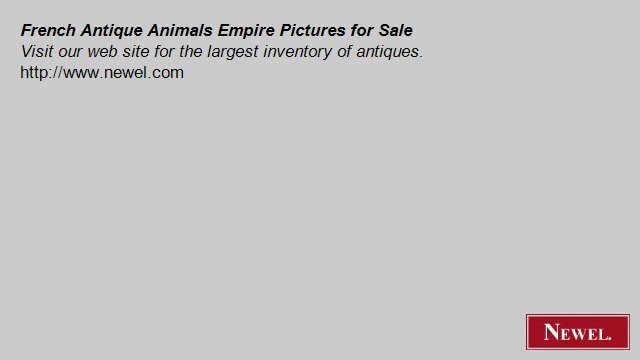 French Antique Animals Empire Pictures for Sale
Visit our web site for the largest inventory of antiques.
http://www.newel.com
NEWEL.